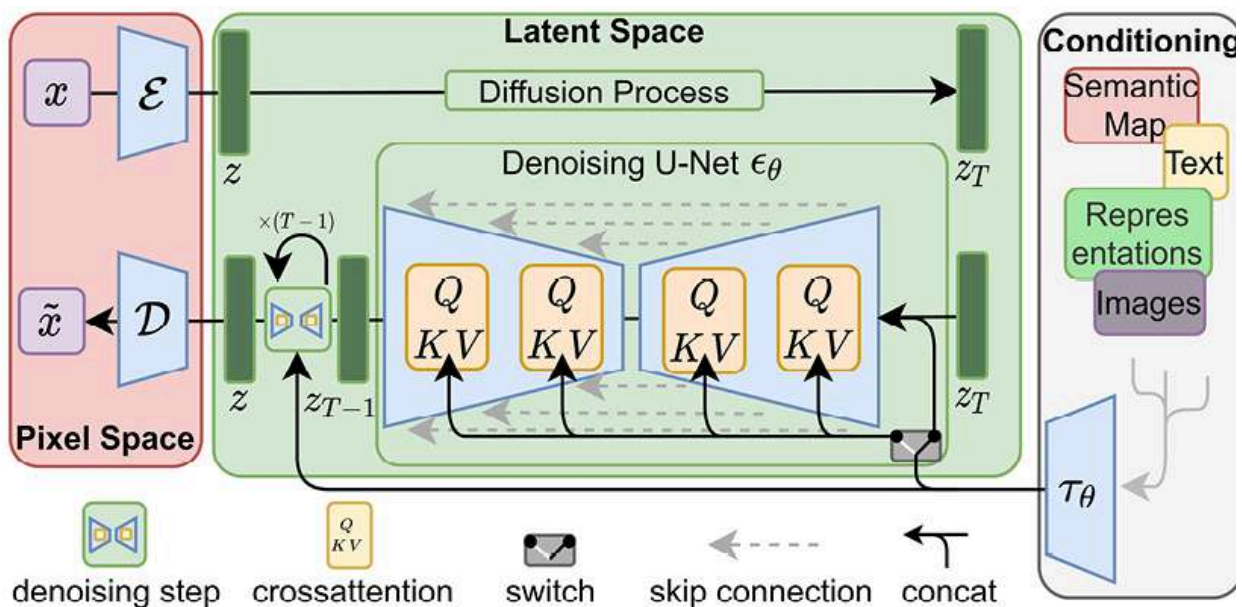 Latent Space
Conditioning
x
ℰ
Diffusion Process
z
z_T
Semantic
Map
Text
Repres
entations
Images
Denoising U-Net ϵ_θ
×(T−1)
x̃
𝒟
Q
KV
Q
KV
Q
KV
Q
KV
z
z_{T−1}
z_T
Pixel Space
τ_θ
Q
KV
denoising step
crossattention
switch
skip connection
concat